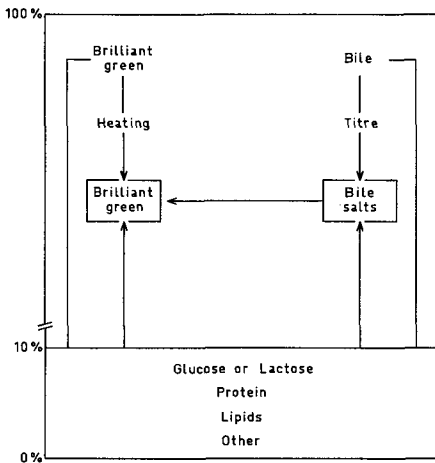 100%
Brilliant
green
Bile
Heating
Titre
Brilliant
green
Bile
salts
10%
Glucose or Lactose
Protein
Lipids
Other
0%